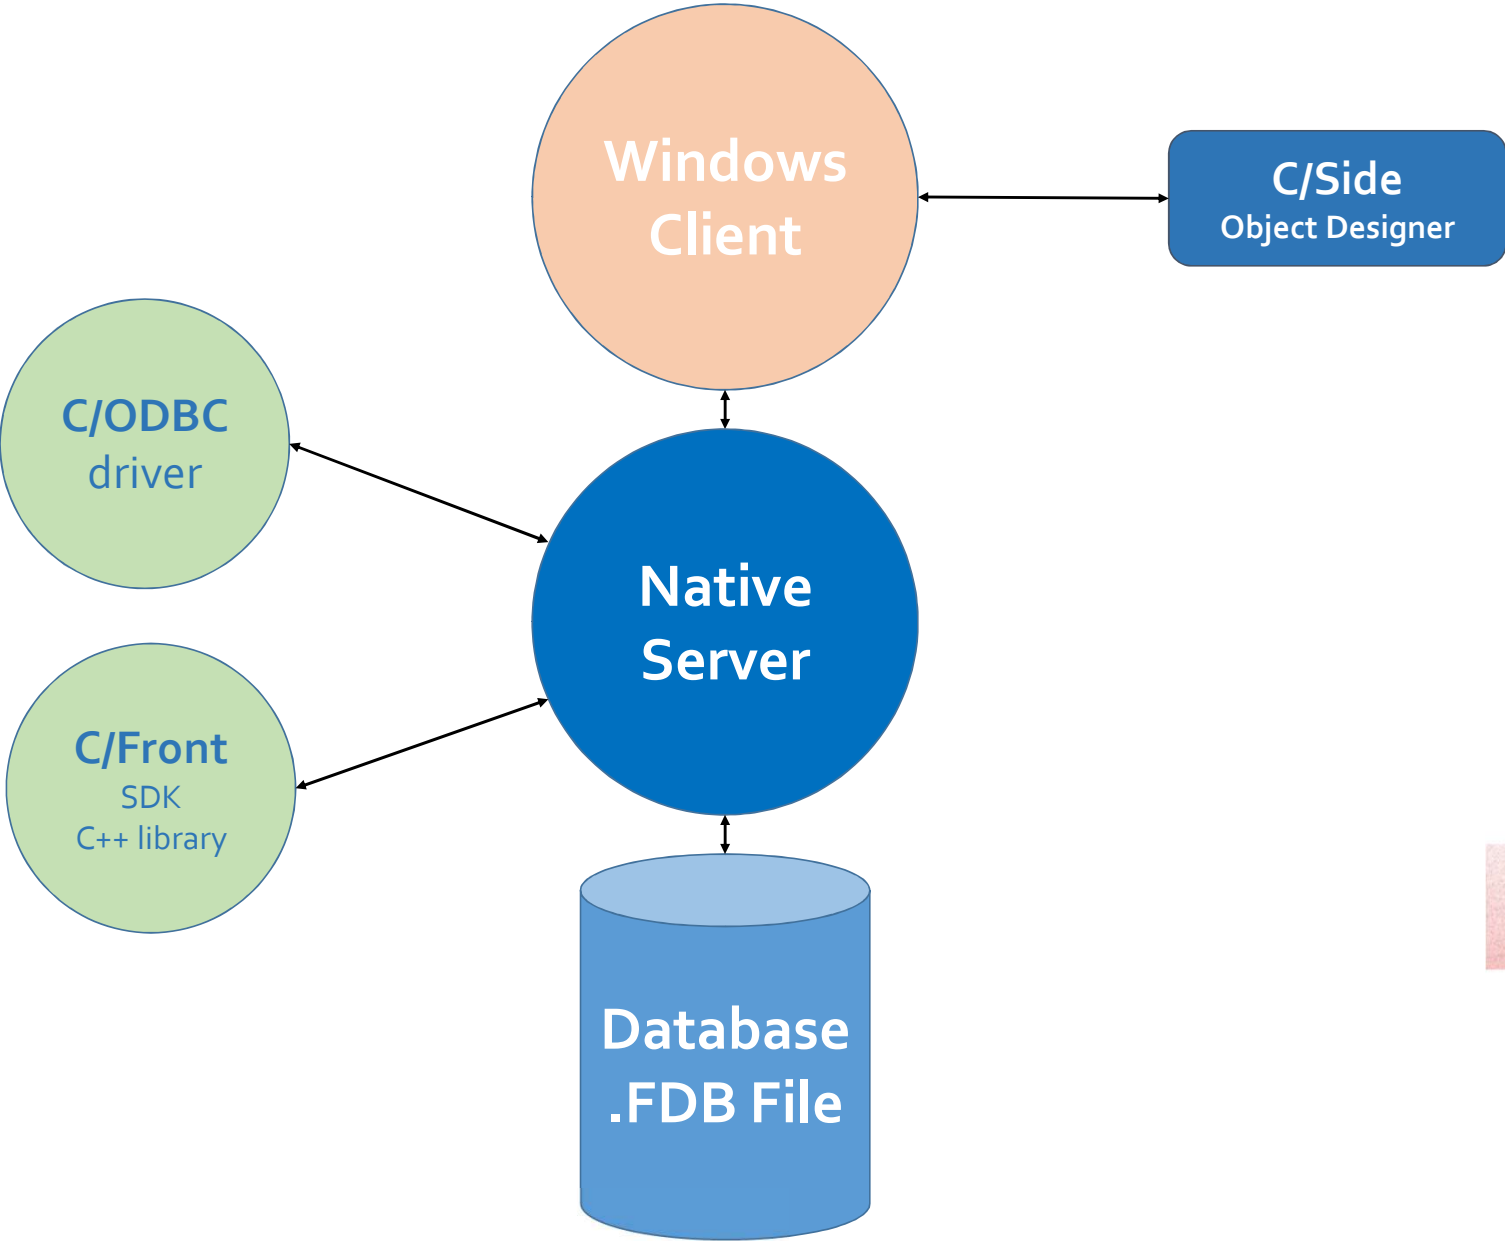 Windows
Client
C/Side
Object Designer
C/ODBC
driver
Native
Server
C/Front
SDK
C++ library
Database
.FDB File